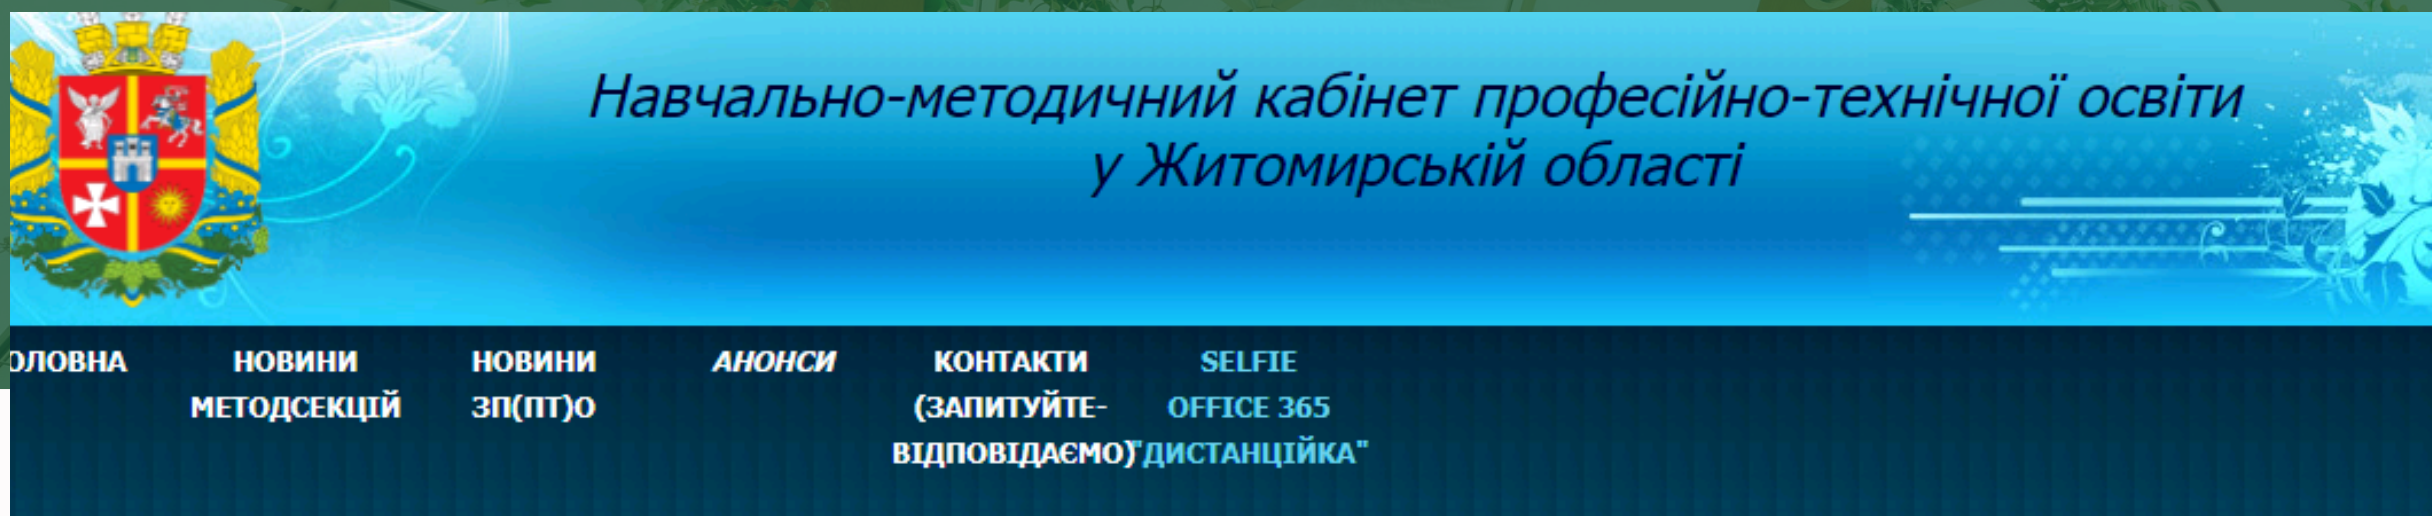 Навчально-методичний кабінет професійно-технічної освіти
у Житомирській області
ОЛОВНА
НОВИНИ
МЕТОДСЕКЦІЙ
НОВИНИ
ЗП(ПТ)О
АНОНСИ
КОНТАКТИ
(ЗАПИТУЙТЕ-
ВІДПОВІДАЄМО)
SELFIE
OFFICE 365
"ДИСТАНЦІЙКА"